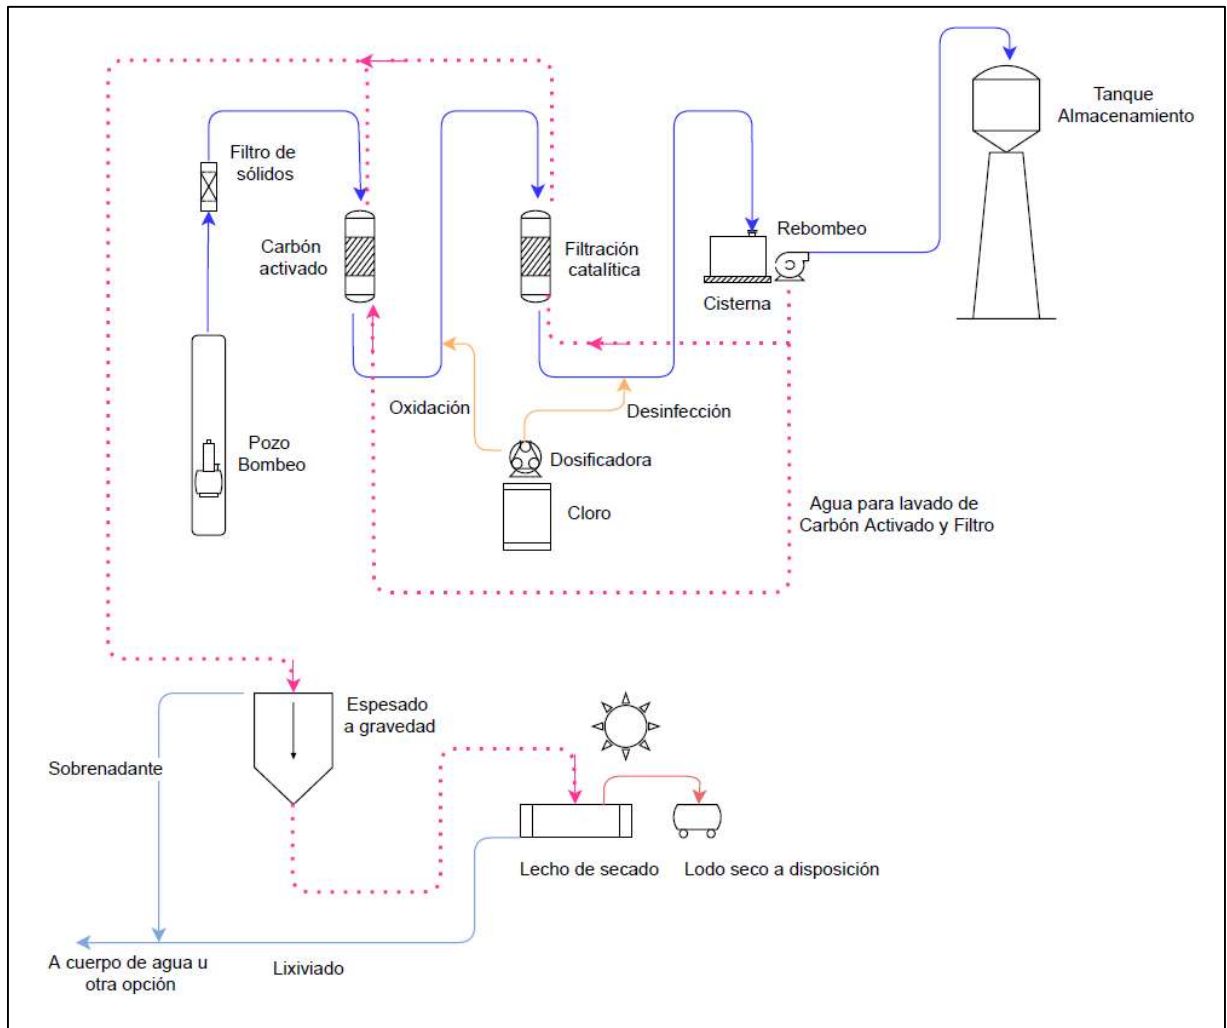 Tanque
Almacenamiento
Filtro de
sólidos
Carbón
activado
Filtración
catalítica
Rebombeo
Cisterna
Oxidación
Desinfección
Pozo
Bombeo
Dosificadora
Cloro
Agua para lavado de
Carbón Activado y Filtro
Espesado
a gravedad
Sobrenadante
Lecho de secado
Lodo seco a disposición
A cuerpo de agua u
otra opción
Lixiviado